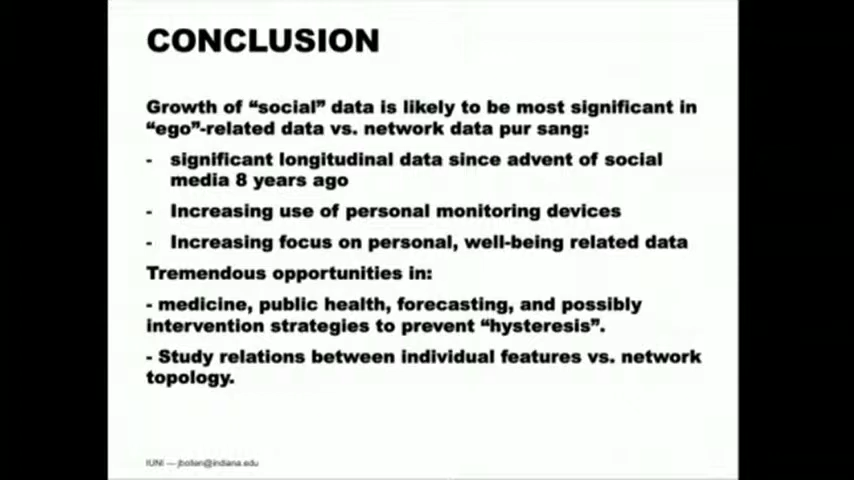 CONCLUSION
Growth of “social” data is likely to be most significant in
“ego”-related data vs. network data pur sang:
- significant longitudinal data since advent of social
media 8 years ago
- Increasing use of personal monitoring devices
- Increasing focus on personal, well-being related data
Tremendous opportunities in:
- medicine, public health, forecasting, and possibly
intervention strategies to prevent “hysteresis”.
- Study relations between individual features vs. network
topology.
IUNI — jbollen@indiana.edu